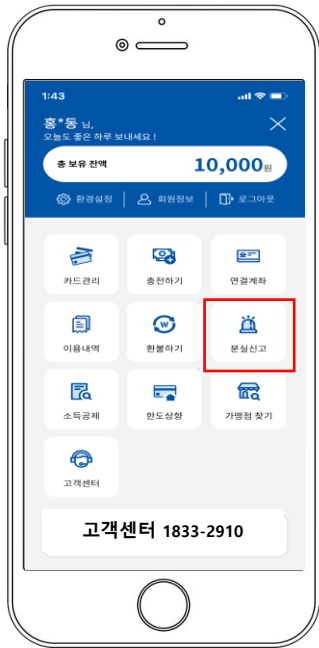 1:43
홍*동 님,
오늘도 좋은 하루 보내세요 !
총 보유 잔액 10,000원
환경설정 회원정보 로그아웃
카드관리 충전하기 연결계좌
이용내역 환불하기 분실신고
소득공제 한도상향 가맹점 찾기
고객센터
고객센터 1833-2910